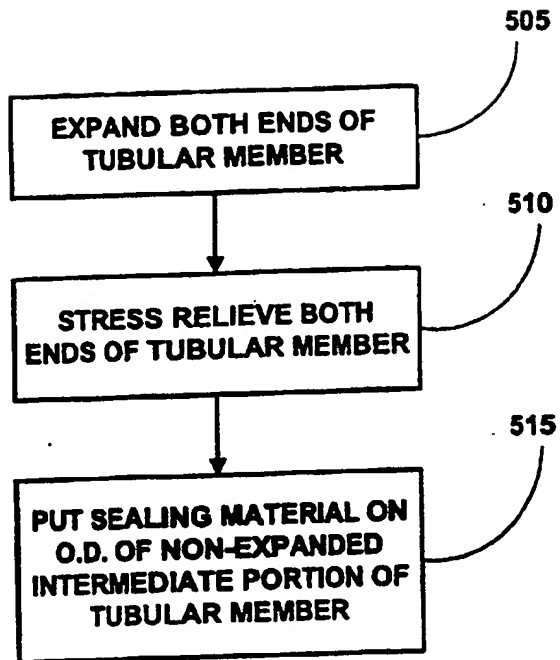 505
EXPAND BOTH ENDS OF
TUBULAR MEMBER
510
STRESS RELIEVE BOTH
ENDS OF TUBULAR MEMBER
515
PUT SEALING MATERIAL ON
O.D. OF NON-EXPANDED
INTERMEDIATE PORTION OF
TUBULAR MEMBER